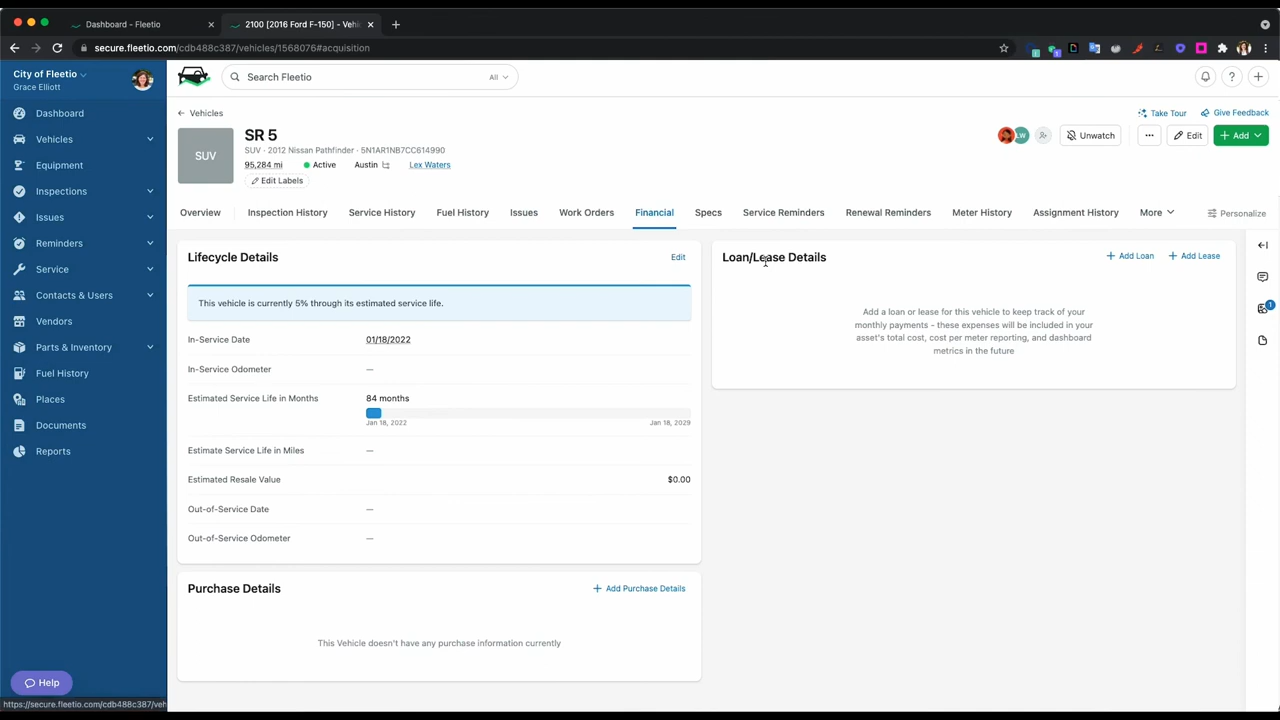 Dashboard - Fleetio
2100 [2016 Ford F-150] - Vehic
secure.fleetio.com/cdb488c387/vehicles/1568076#acquisition
City of Fleetio
Grace Elliott
Search Fleetio
All
Dashboard
Vehicles
Equipment
Inspections
Issues
Reminders
Service
Contacts & Users
Vendors
Parts & Inventory
Fuel History
Places
Documents
Reports
Help
https://secure.fleetio.com/cdb488c387/veh
Vehicles
Take Tour
Give Feedback
SUV
SR 5
SUV · 2012 Nissan Pathfinder · 5N1AR1NB7CC614990
95,284 mi Active Austin Lex Waters
Edit Labels
LW
Unwatch
Edit
Add
Overview Inspection History Service History Fuel History Issues Work Orders Financial Specs Service Reminders Renewal Reminders Meter History Assignment History More Personalize
Lifecycle Details
Edit
This vehicle is currently 5% through its estimated service life.
In-Service Date 01/18/2022
In-Service Odometer —
Estimated Service Life in Months 84 months
Jan 18, 2022 Jan 18, 2029
Estimate Service Life in Miles —
Estimated Resale Value $0.00
Out-of-Service Date —
Out-of-Service Odometer —
Purchase Details
Add Purchase Details
This Vehicle doesn't have any purchase information currently
Loan/Lease Details
Add Loan
Add Lease
Add a loan or lease for this vehicle to keep track of your
monthly payments - these expenses will be included in your
asset's total cost, cost per meter reporting, and dashboard
metrics in the future
1